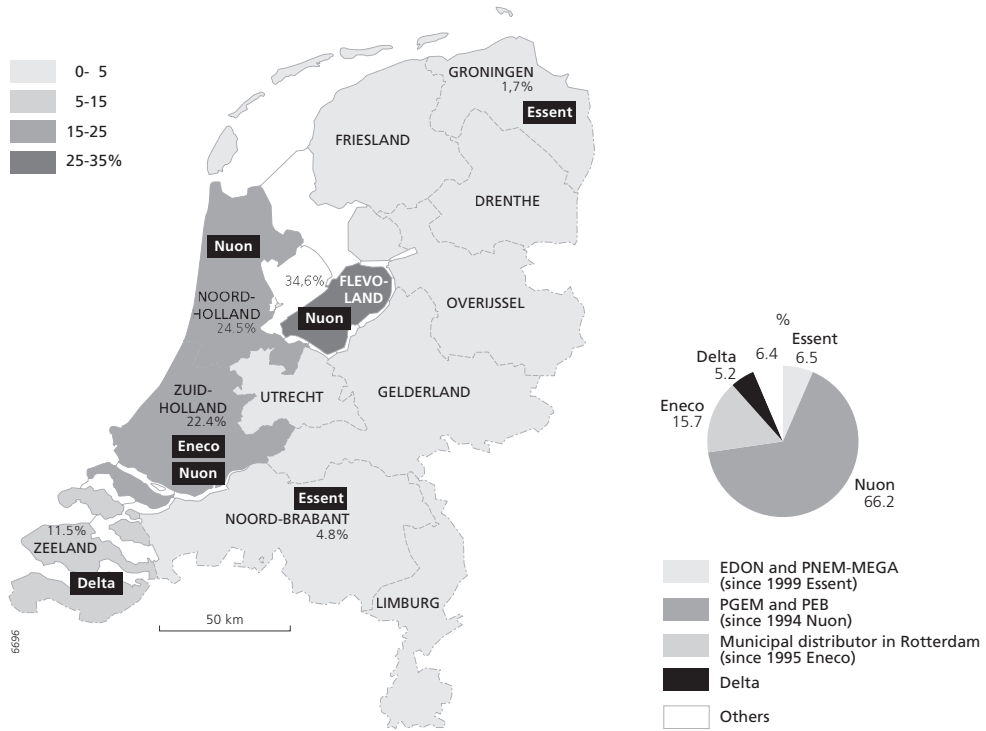 0- 5
5-15
15-25
25-35%
GRONINGEN
1,7%
Essent
FRIESLAND
DRENTHE
Nuon
34,6%
FLEVO-
LAND
Nuon
NOORD-
HOLLAND
24.5%
OVERIJSSEL
ZUID-
HOLLAND
22.4%
UTRECHT
GELDERLAND
Eneco
Nuon
Essent
NOORD-BRABANT
4.8%
11.5%
ZEELAND
Delta
LIMBURG
50 km
6696
%
Essent
6.5
6.4
Delta
5.2
Eneco
15.7
Nuon
66.2
EDON and PNEM-MEGA
(since 1999 Essent)
PGEM and PEB
(since 1994 Nuon)
Municipal distributor in Rotterdam
(since 1995 Eneco)
Delta
Others